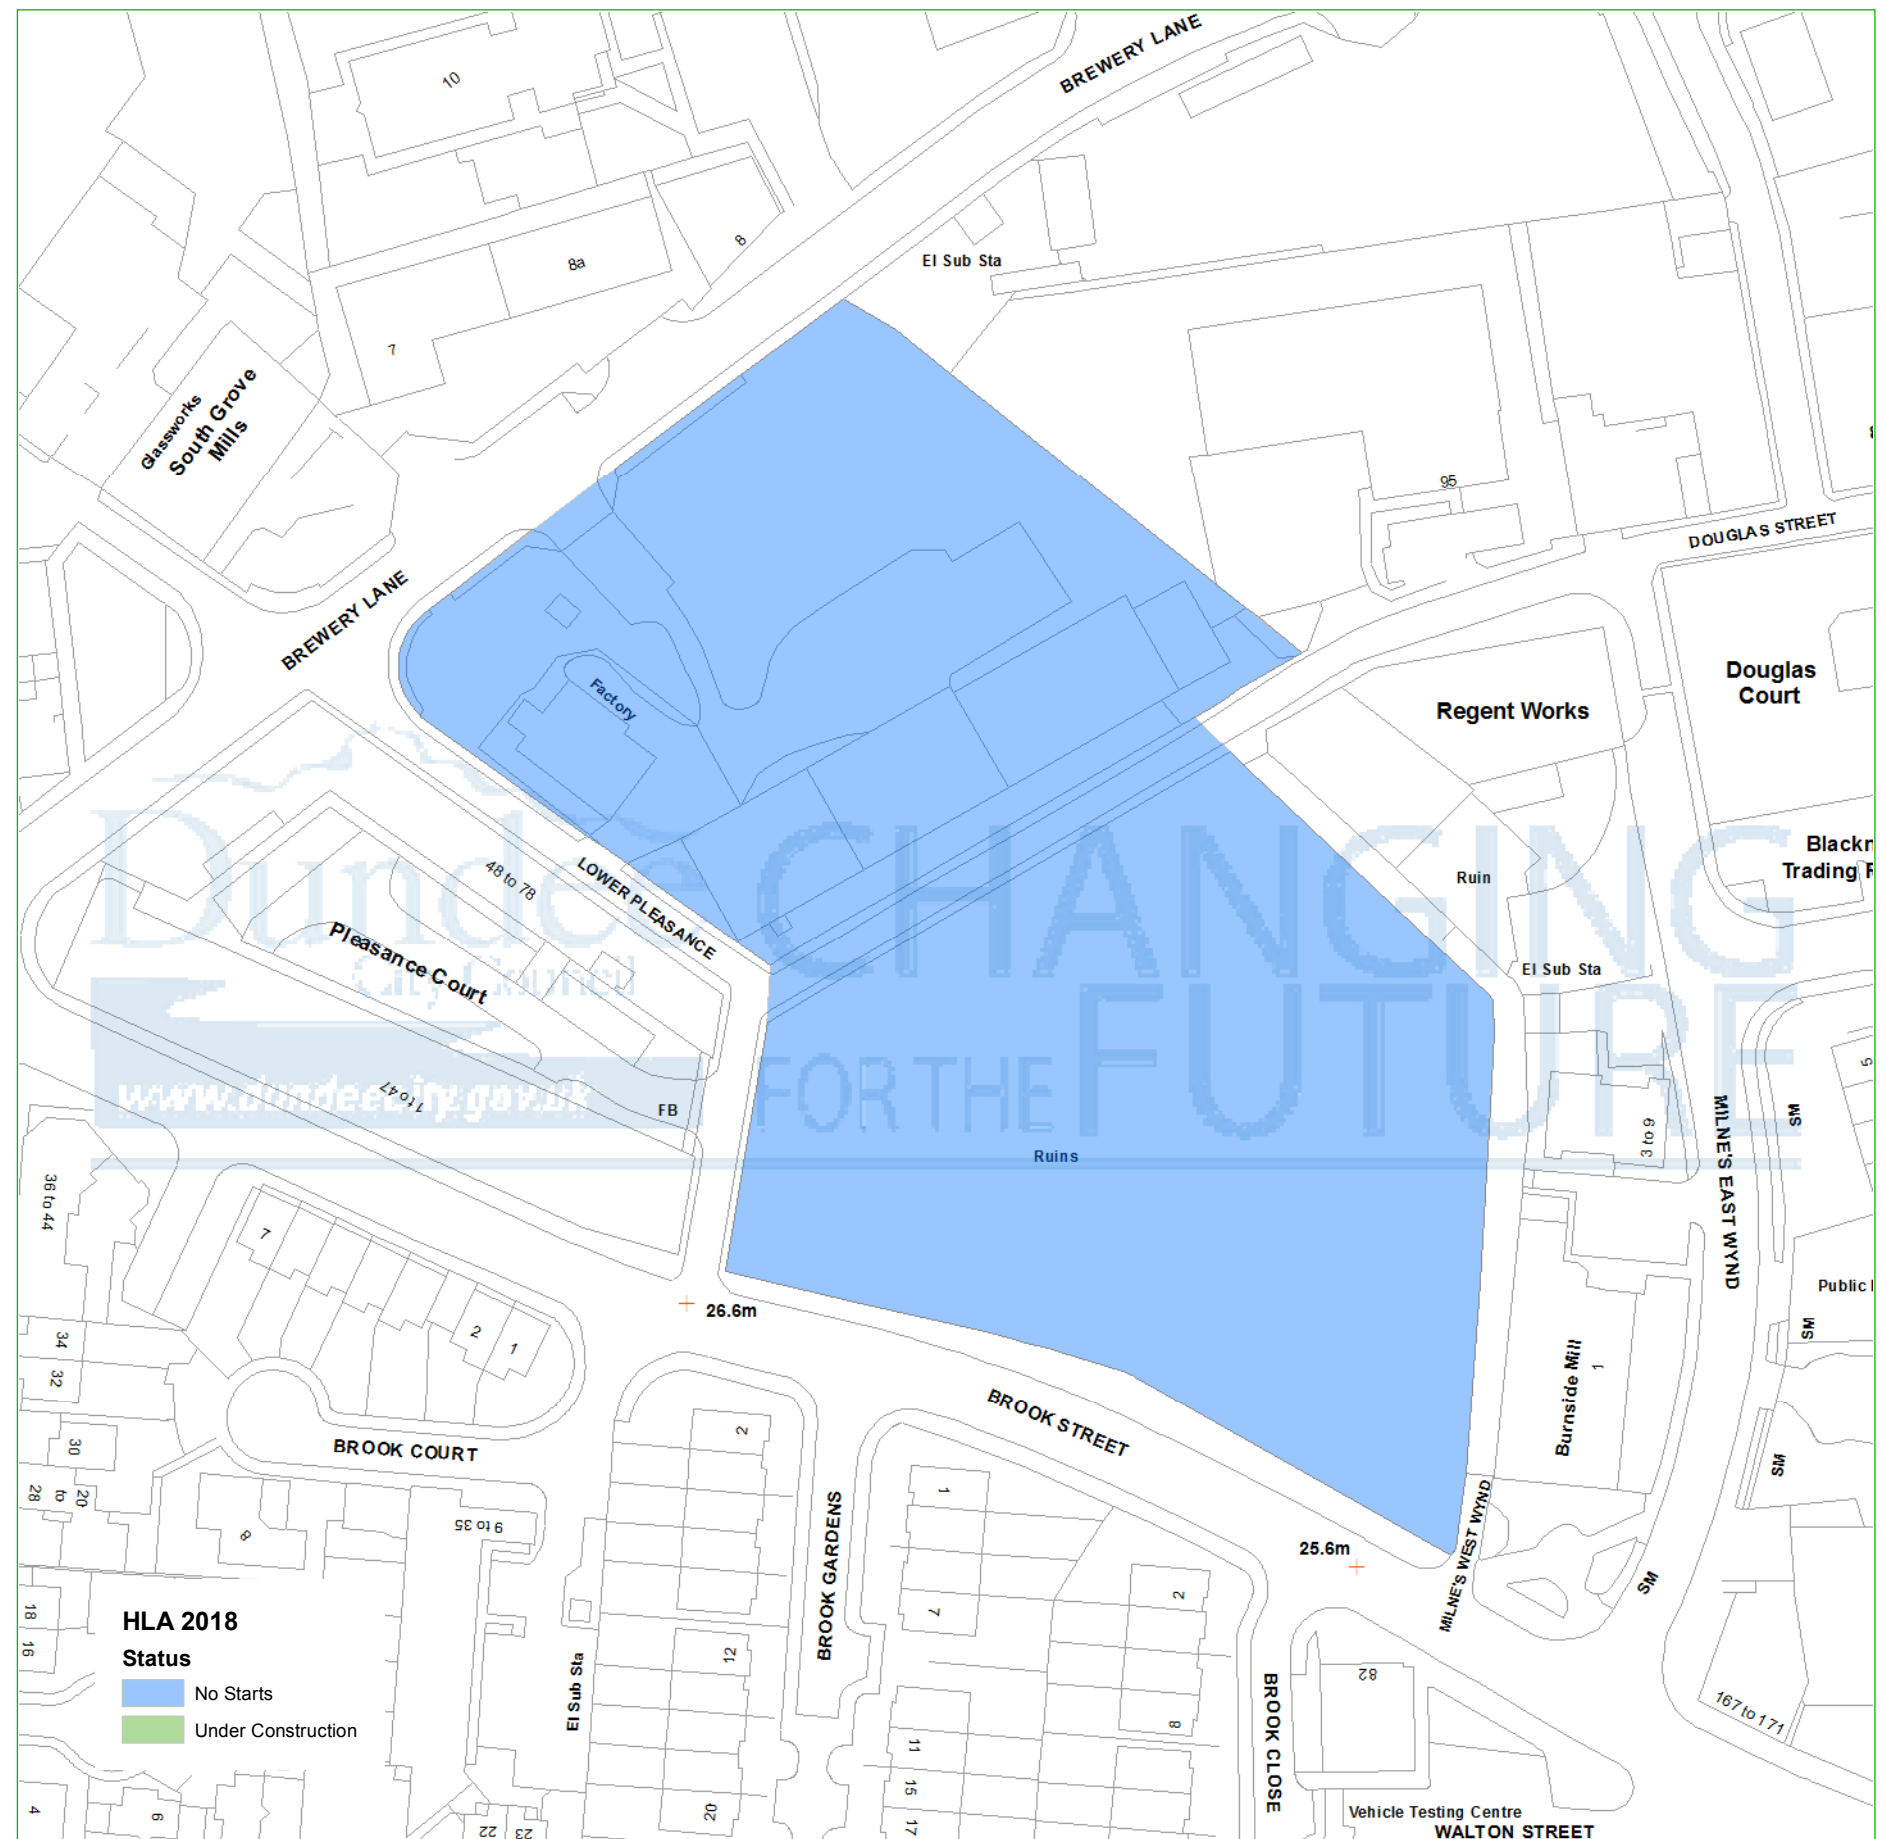 BREWERY LANE
10
8
8a
El Sub Sta
7
Glassworks
South Grove
Mills
95
DOUGLAS STREET
BREWERY LANE
Factory
Regent Works
Douglas
Court
Blackn
Trading
48 to 78
LOWER PLEASANCE
Ruin
Pleasance Court
El Sub Sta
Dundee
City Council
www.dundeecity.gov.uk
CHANGING
FOR THE FUTURE
1 to 47
FB
Ruins
3 to 9
MILNE'S EAST WYND
SM
5
36 to 44
7
2
1
26.6m
Public
SM
34
32
30
28
20
to
BROOK COURT
8
9 to 35
BROOK STREET
Burnside Mill
1
SM
2
1
BROOK GARDENS
7
2
25.6m
MILNE'S WEST WYND
SM
18
16
El Sub Sta
12
8
BROOK CLOSE
82
167 to 171
HLA 2018
Status
No Starts
Under Construction
4
6
22
23
20
11
15
17
Vehicle Testing Centre
WALTON STREET